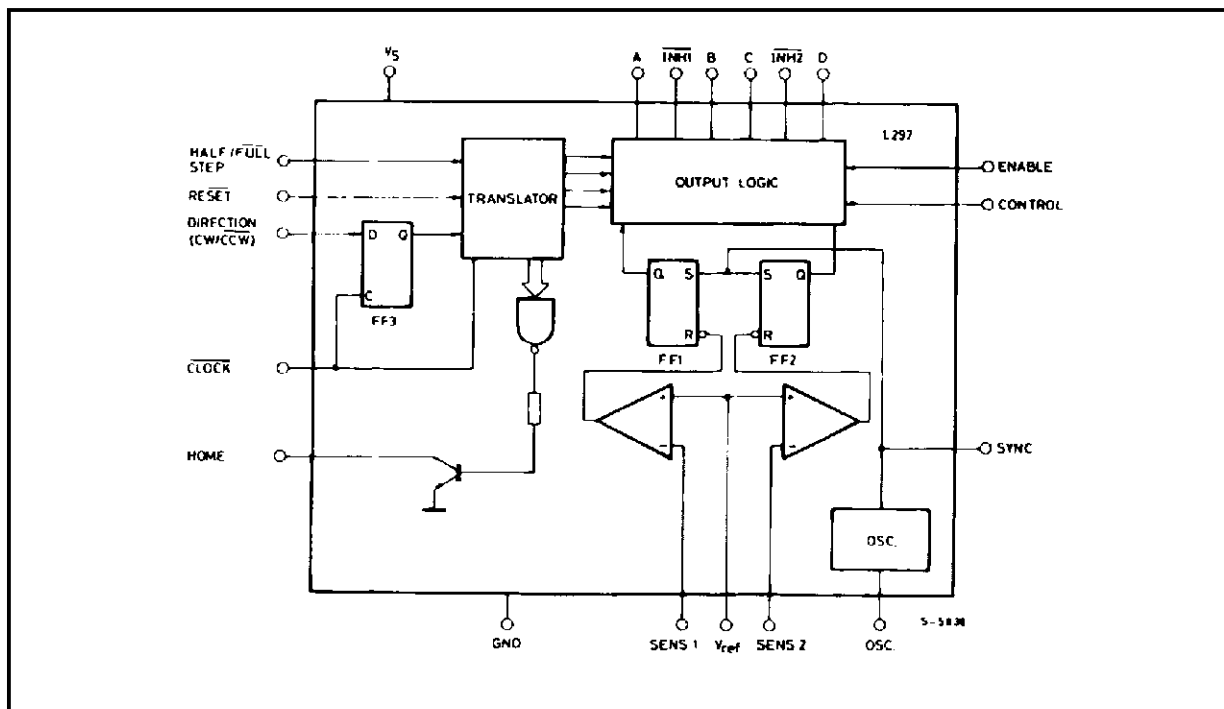 VS
A INH1 B C INH2 D
L297
HALF/FULL
STEP
RESET
DIRECTION
(CW/CCW)
CLOCK
HOME
TRANSLATOR
OUTPUT LOGIC
ENABLE
CONTROL
D Q
C
FF3
Q S
R
FF1
S Q
R
FF2
+ +
- -
SYNC
OSC.
GND
SENS 1
Vref
SENS 2
OSC.
S-5838